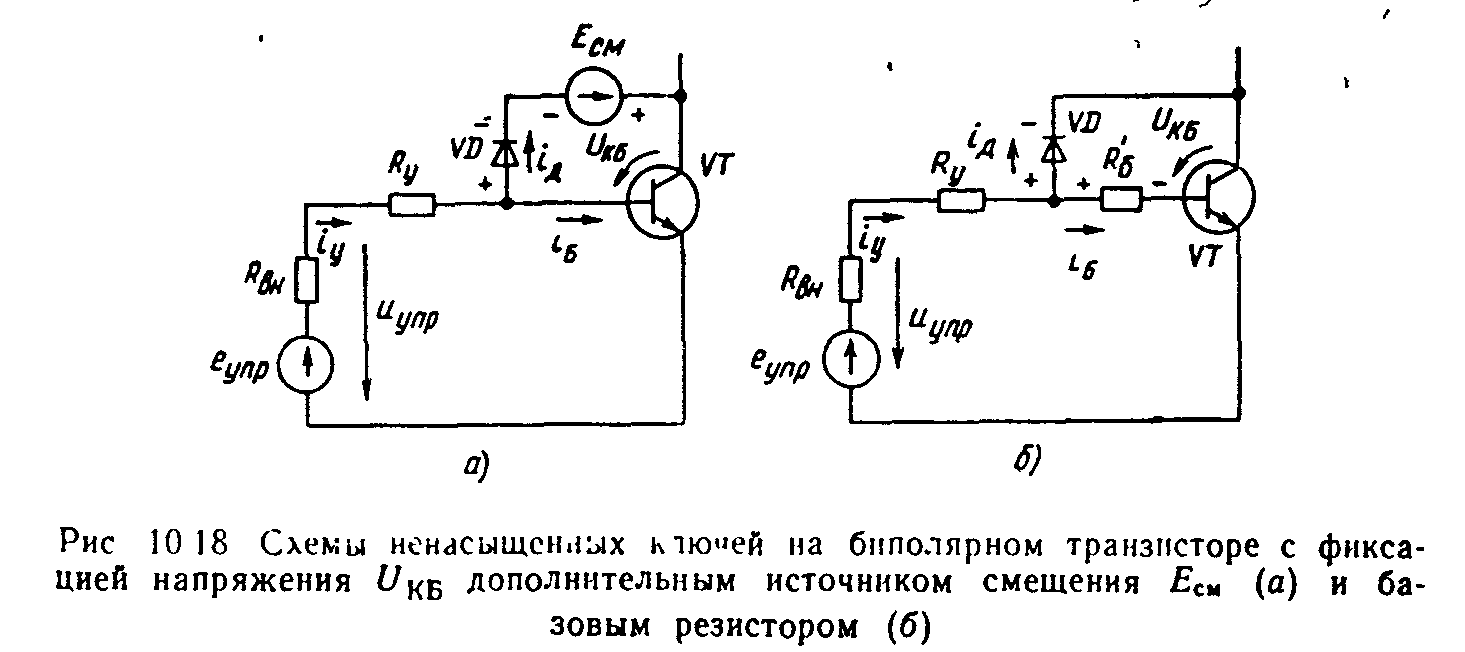 Eсм
− +
VD
iд
UКБ
VT
Rу
+
iу
iБ
Rвн
uупр
eупр
а)
− VD
UКБ
iд
R'б
Rу
+ + −
iу
iБ
VT
Rвн
uупр
eупр
б)
Рис 10 18 Схемы ненасыщенных ключей на биполярном транзисторе с фикса-
цией напряжения UКБ дополнительным источником смещения Eсм (а) и ба-
зовым резистором (б)